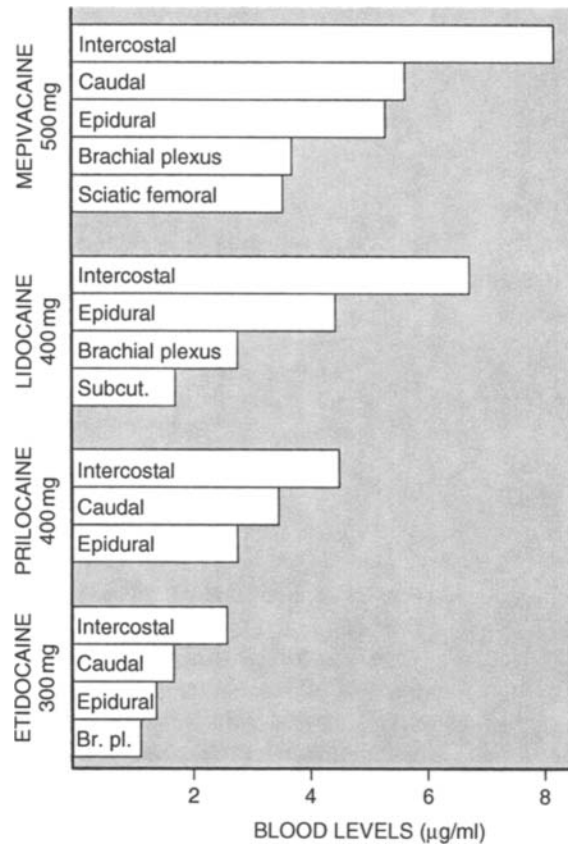 MEPIVACAINE
500 mg
Intercostal
Caudal
Epidural
Brachial plexus
Sciatic femoral
LIDOCAINE
400 mg
Intercostal
Epidural
Brachial plexus
Subcut.
PRILOCAINE
400 mg
Intercostal
Caudal
Epidural
ETIDOCAINE
300 mg
Intercostal
Caudal
Epidural
Br. pl.
2 4 6 8
BLOOD LEVELS (μg/ml)